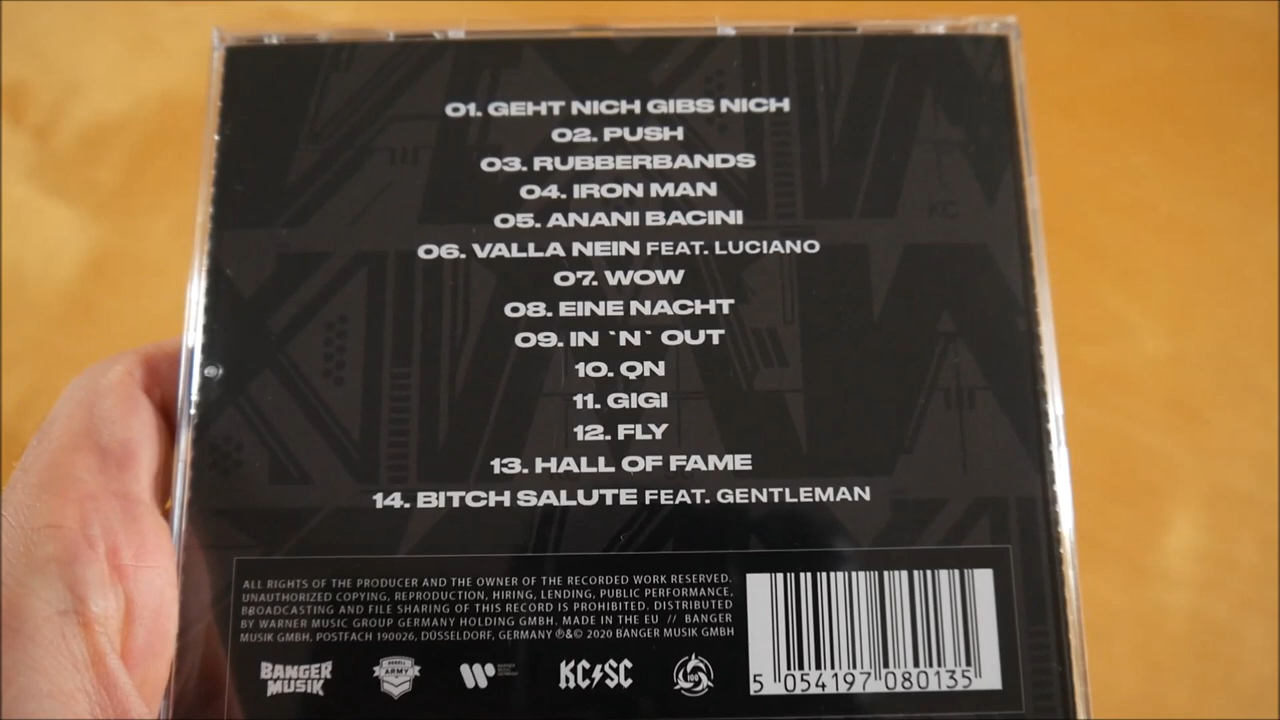 01. GEHT NICH GIBS NICH
02. PUSH
03. RUBBERBANDS
04. IRON MAN
05. ANANI BACINI
06. VALLA NEIN FEAT. LUCIANO
07. WOW
08. EINE NACHT
09. IN `N` OUT
10. QN
11. GIGI
12. FLY
13. HALL OF FAME
14. BITCH SALUTE FEAT. GENTLEMAN
ALL RIGHTS OF THE PRODUCER AND THE OWNER OF THE RECORDED WORK RESERVED.
UNAUTHORIZED COPYING, REPRODUCTION, HIRING, LENDING, PUBLIC PERFORMANCE,
BROADCASTING AND FILE SHARING OF THIS RECORD IS PROHIBITED. DISTRIBUTED
BY WARNER MUSIC GROUP GERMANY HOLDING GMBH. MADE IN THE EU // BANGER
MUSIK GMBH, POSTFACH 190026, DÜSSELDORF, GERMANY ℗&© 2020 BANGER MUSIK GMBH
BANGER MUSIK
ARMY
KC SC
100
5 054197 080135